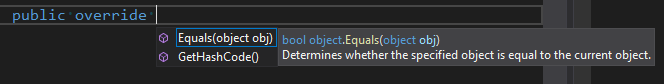 public override
Equals(object obj)
bool object.Equals(object obj)
GetHashCode()
Determines whether the specified object is equal to the current object.